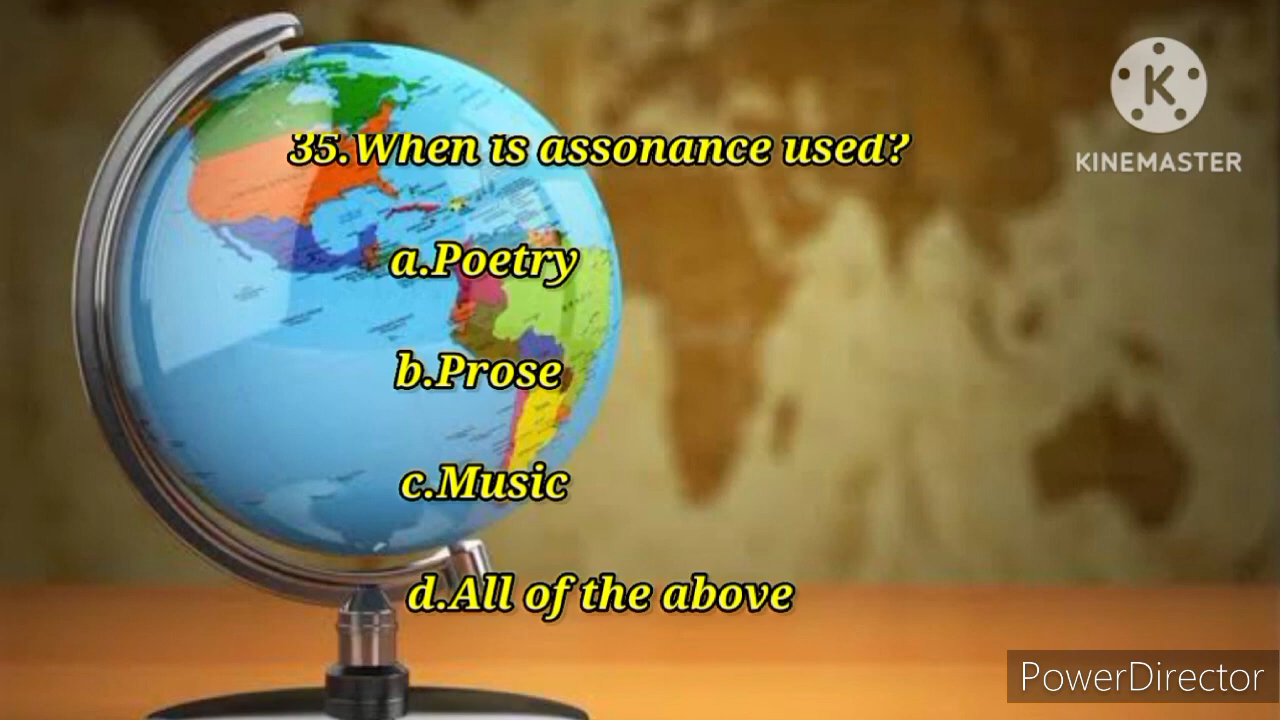 35.When is assonance used?
a.Poetry
b.Prose
c.Music
d.All of the above
KINEMASTER
PowerDirector